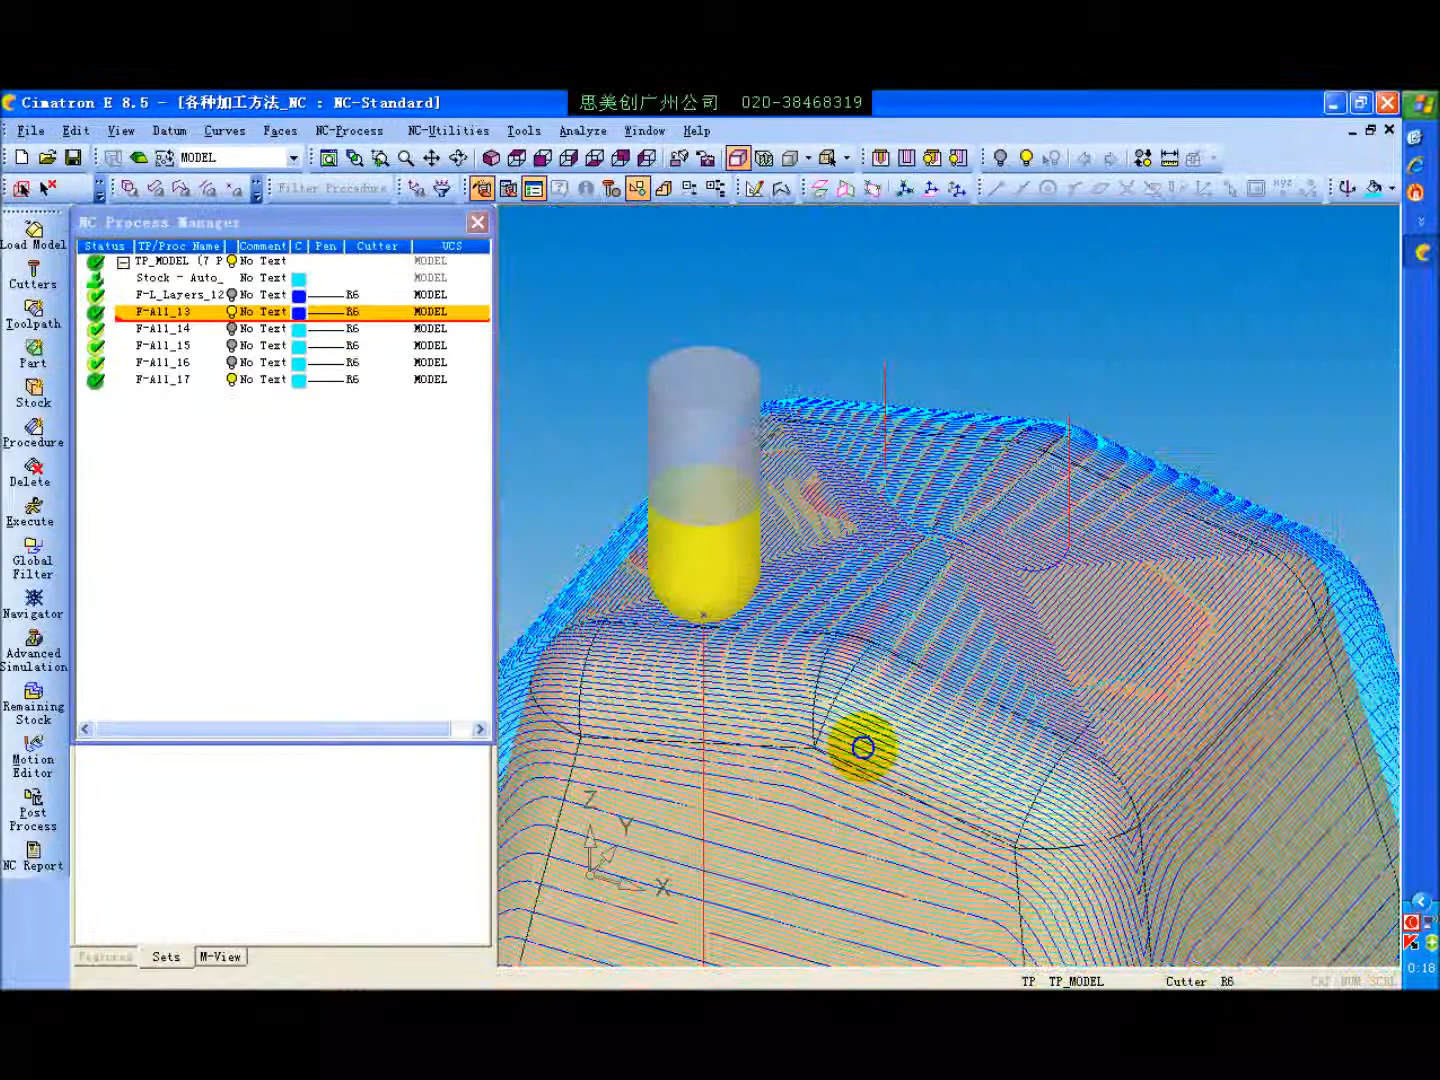 Cimatron E 8.5 - [各种加工方法_NC : NC-Standard]
思美创广州公司 020-38468319
File Edit View Datum Curves Faces NC-Process NC-Utilities Tools Analyze Window Help
MODEL
Filter Procedure
NC Process Manager
Status TP/Proc Name Comment C Pen Cutter UCS
TP_MODEL (7 P No Text MODEL
Stock - Auto_ No Text MODEL
F-L_Layers_12 No Text R6 MODEL
F-All_13 No Text R6 MODEL
F-All_14 No Text R6 MODEL
F-All_15 No Text R6 MODEL
F-All_16 No Text R6 MODEL
F-All_17 No Text R6 MODEL
Load Model
Cutters
Toolpath
Part
Stock
Procedure
Delete
Execute
Global
Filter
Navigator
Advanced
Simulation
Remaining
Stock
Motion
Editor
Post
Process
NC Report
Z
Y
X
Features Sets M-View
TP TP_MODEL Cutter R6 CAP NUM SCRL
0:18